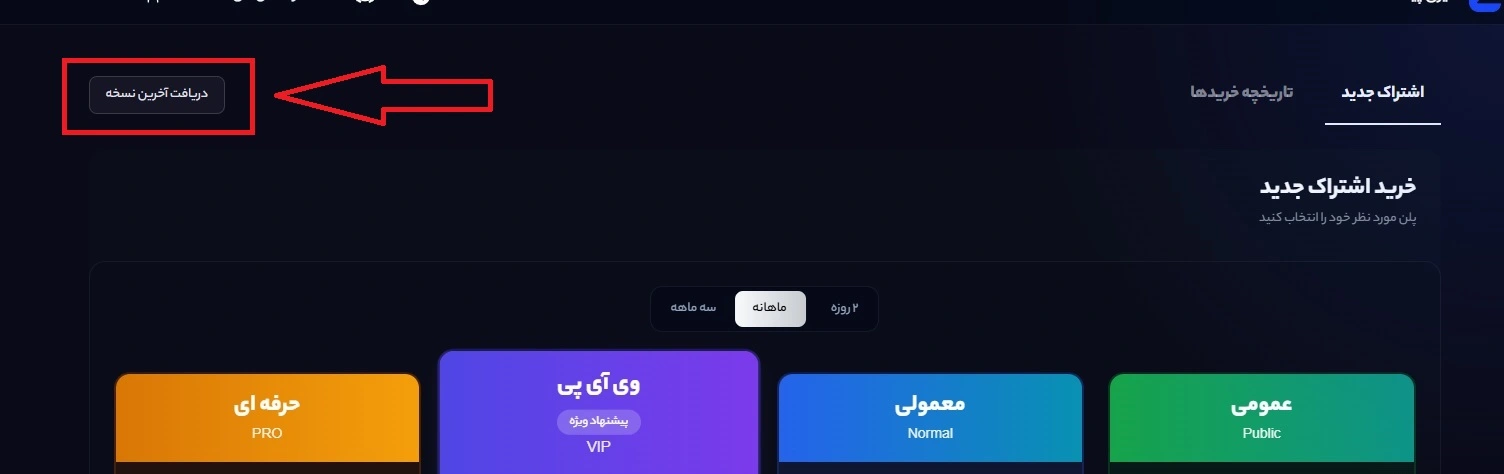 اشتراک جدید
تاریخچه خریدها
دریافت آخرین نسخه
خرید اشتراک جدید
پلن مورد نظر خود را انتخاب کنید
۲ روزه
ماهانه
سه ماهه
عمومی
Public
معمولی
Normal
وی آی پی
پیشنهاد ویژه
VIP
حرفه ای
PRO